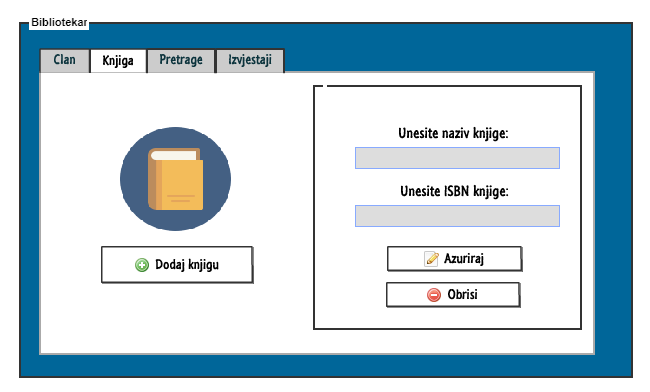 Bibliotekar
Clan
Knjiga
Pretrage
Izvjestaji
Unesite naziv knjige:
Unesite ISBN knjige:
Dodaj knjigu
Azuriraj
Obrisi